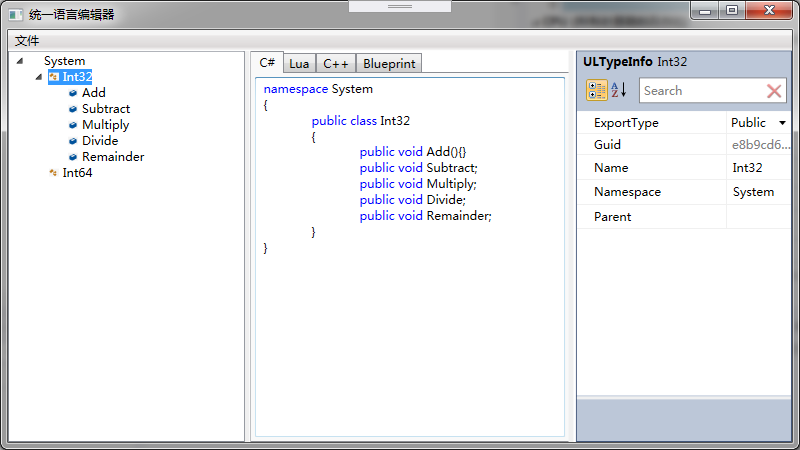 统一语言编辑器
文件
System
Int32
Add
Subtract
Multiply
Divide
Remainder
Int64
C# Lua C++ Blueprint
namespace System
{
public class Int32
{
public void Add(){}
public void Subtract;
public void Multiply;
public void Divide;
public void Remainder;
}
}
ULTypeInfo Int32
Search
ExportType Public
Guid e8b9cd6...
Name Int32
Namespace System
Parent